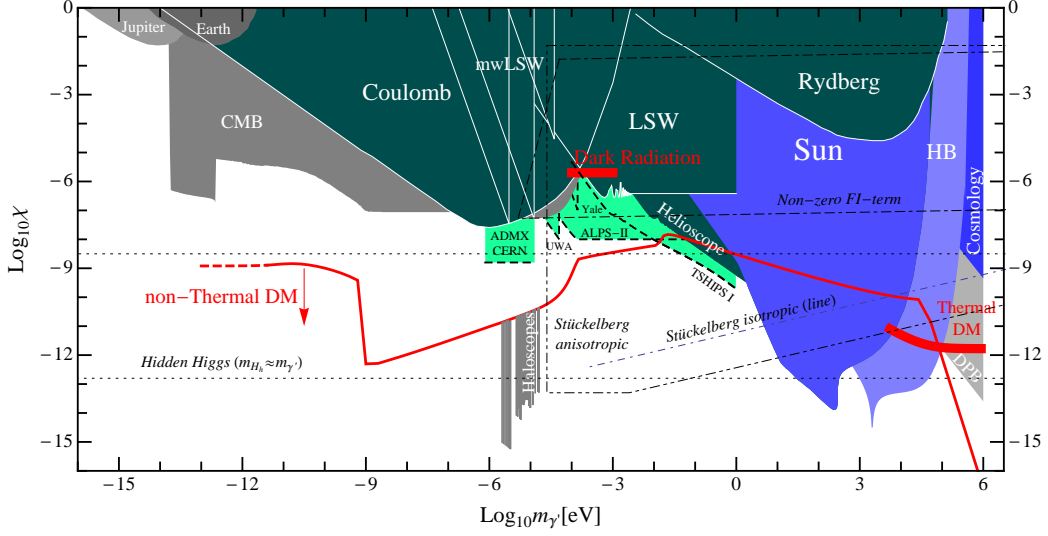 0
0
Jupiter
Earth
mwLSW
Coulomb
Rydberg
−3
−3
CMB
LSW
Sun
HB
Dark Radiation
−6
−6
Yale
Non−zero FI−term
Helioscope
Cosmology
ADMX
CERN
UWA
ALPS−II
−9
−9
TSHIPS I
non−Thermal DM
Thermal
DM
Stückelberg
anisotropic
Stückelberg isotropic (line)
Haloscopes
Hidden Higgs (m_{H_h}≈m_{γ'})
DPB
−12
−12
−15
−15
−15
−12
−9
−6
−3
0
3
6
Log₁₀χ
Log₁₀m_{γ'}[eV]